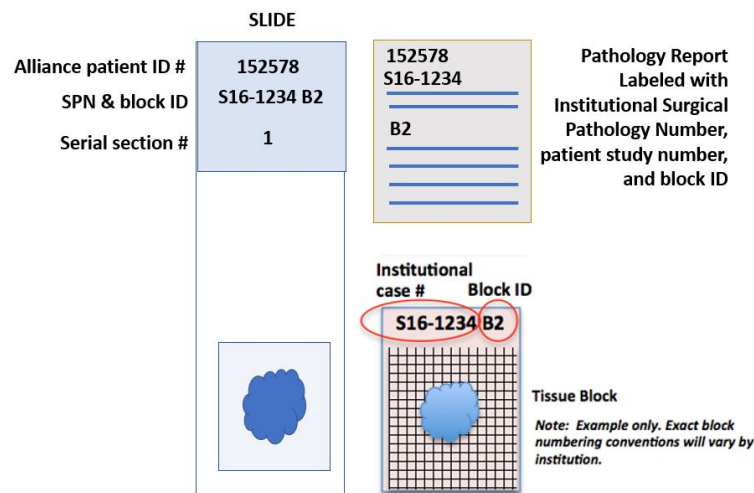 SLIDE
Alliance patient ID #
152578
SPN & block ID
S16-1234 B2
Serial section #
1
152578
S16-1234
B2
Pathology Report
Labeled with
Institutional Surgical
Pathology Number,
patient study number,
and block ID
Institutional
case #
Block ID
S16-1234 B2
Tissue Block
Note: Example only. Exact block
numbering conventions will vary by
institution.